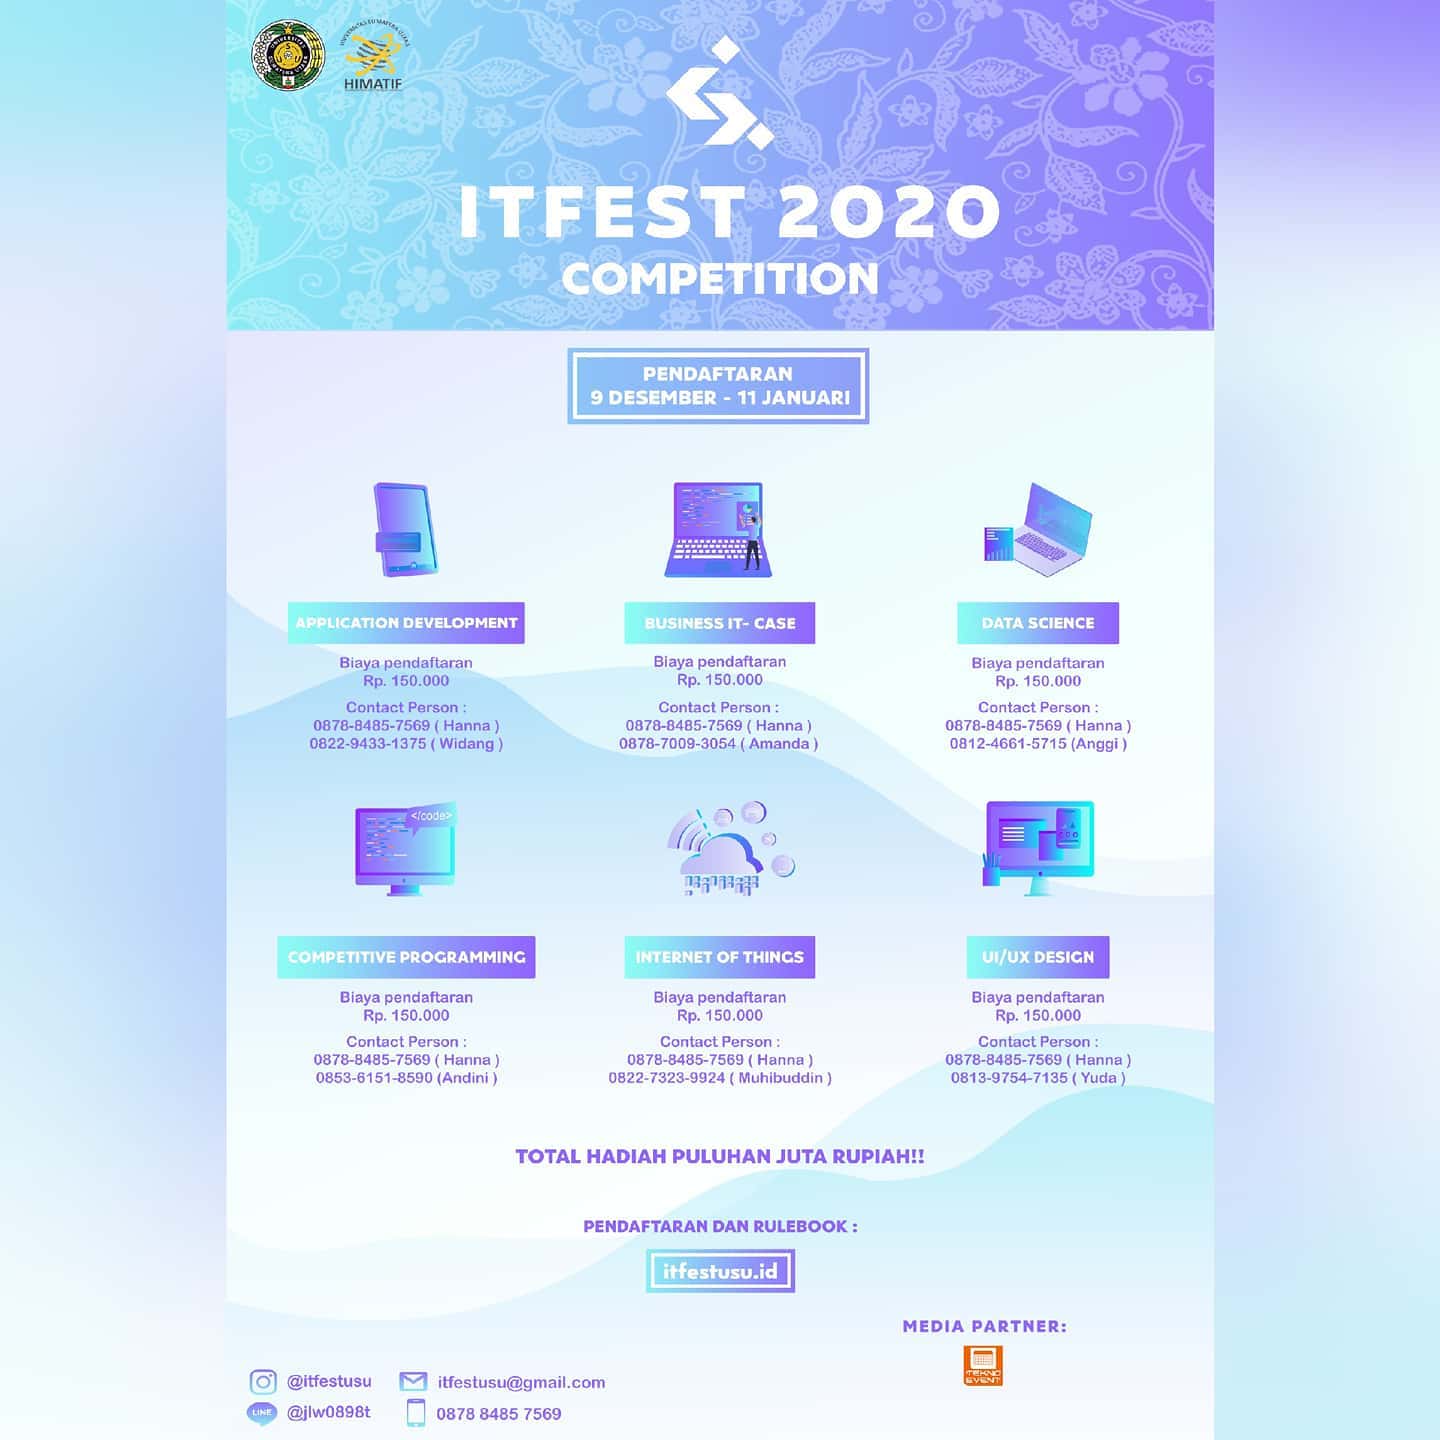 UNIVERSITAS SUMATERA UTARA
HIMATIF
ITFEST 2020
COMPETITION
PENDAFTARAN
9 DESEMBER - 11 JANUARI
APPLICATION DEVELOPMENT
Biaya pendaftaran
Rp. 150.000
Contact Person :
0878-8485-7569 ( Hanna )
0822-9433-1375 ( Widang )
BUSINESS IT- CASE
Biaya pendaftaran
Rp. 150.000
Contact Person :
0878-8485-7569 ( Hanna )
0878-7009-3054 ( Amanda )
DATA SCIENCE
Biaya pendaftaran
Rp. 150.000
Contact Person :
0878-8485-7569 ( Hanna )
0812-4661-5715 (Anggi )
</code>
COMPETITIVE PROGRAMMING
Biaya pendaftaran
Rp. 150.000
Contact Person :
0878-8485-7569 ( Hanna )
0853-6151-8590 (Andini )
INTERNET OF THINGS
Biaya pendaftaran
Rp. 150.000
Contact Person :
0878-8485-7569 ( Hanna )
0822-7323-9924 ( Muhibuddin )
UI/UX DESIGN
Biaya pendaftaran
Rp. 150.000
Contact Person :
0878-8485-7569 ( Hanna )
0813-9754-7135 ( Yuda )
TOTAL HADIAH PULUHAN JUTA RUPIAH!!
PENDAFTARAN DAN RULEBOOK :
itfestusu.id
MEDIA PARTNER:
TEKNO
EVENT
@itfestusu
itfestusu@gmail.com
LINE
@jlw0898t
0878 8485 7569